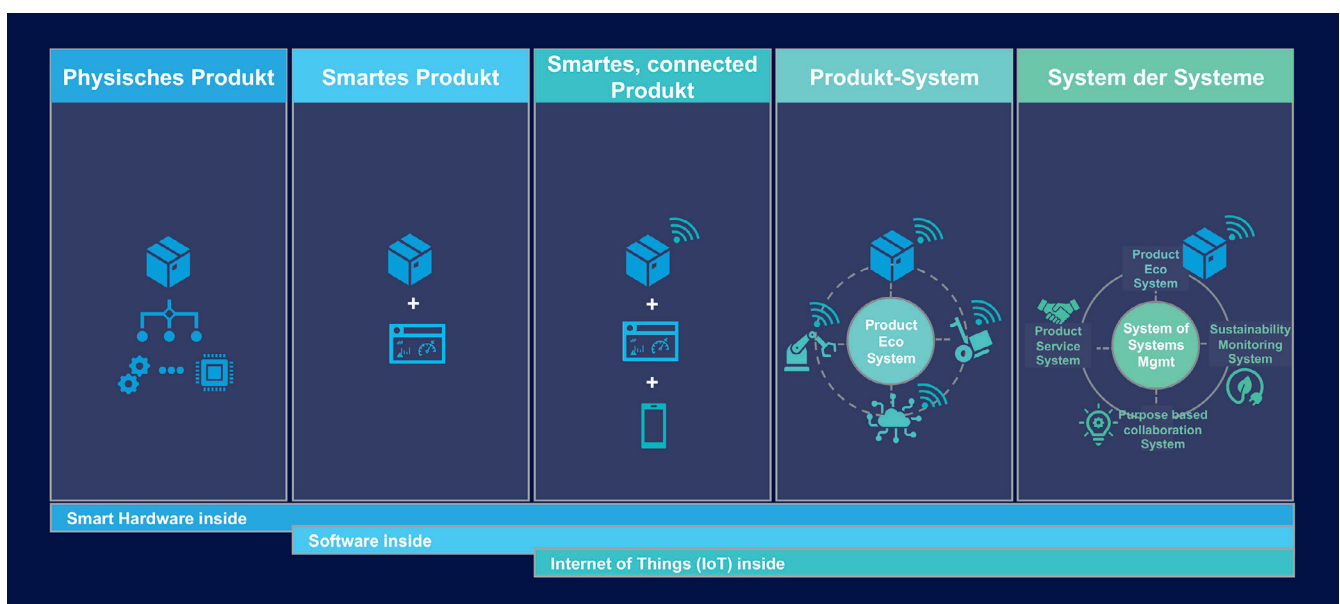 Physisches Produkt
Smartes Produkt
Smartes, connected
Produkt
Produkt-System
System der Systeme
+
+
+
Product
Eco
System
Product
Eco
System
Product
Service
System
System of
Systems
Mgmt
Sustainability
Monitoring
System
Purpose based
collaboration
System
Smart Hardware inside
Software inside
Internet of Things (IoT) inside